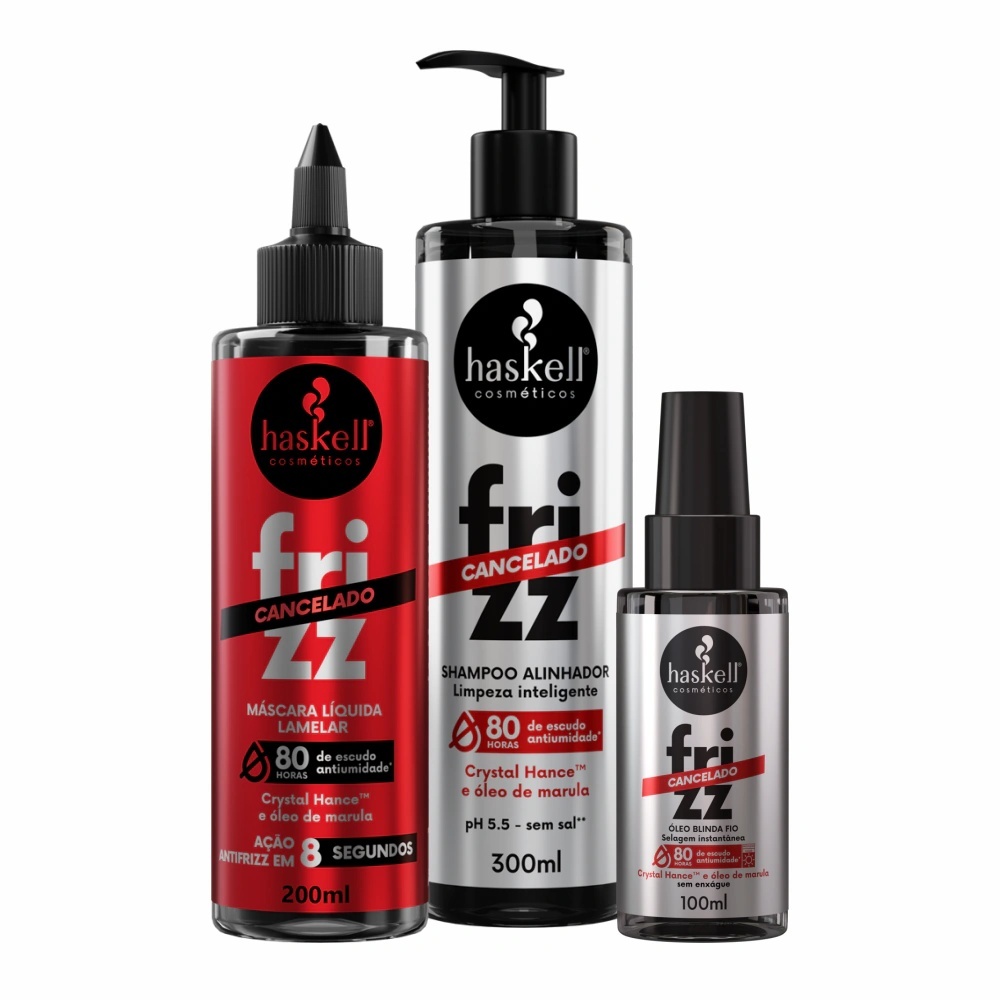 haskell®
cosméticos
fri
CANCELADO
zz
MÁSCARA LÍQUIDA
LAMELAR
80
HORAS
de escudo
antiumidade*
Crystal Hance™
e óleo de marula
AÇÃO
ANTIFRIZZ EM 8 SEGUNDOS
200ml
haskell®
cosméticos
fri
CANCELADO
zz
SHAMPOO ALINHADOR
Limpeza inteligente
80
HORAS
de escudo
antiumidade*
Crystal Hance™
e óleo de marula
pH 5.5 - sem sal**
300ml
haskell®
cosméticos
fri
CANCELADO
zz
ÓLEO BLINDA FIO
Selagem instantânea
80
HORAS
de escudo
antiumidade*
Crystal Hance™ e óleo de marula
sem enxágue
100ml